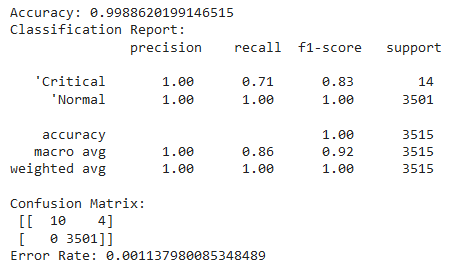 Accuracy: 0.9988620199146515
Classification Report:
precision recall f1-score support
'Critical 1.00 0.71 0.83 14
'Normal 1.00 1.00 1.00 3501
accuracy 1.00 3515
macro avg 1.00 0.86 0.92 3515
weighted avg 1.00 1.00 1.00 3515
Confusion Matrix:
[[ 10 4]
[ 0 3501]]
Error Rate: 0.001137980085348489